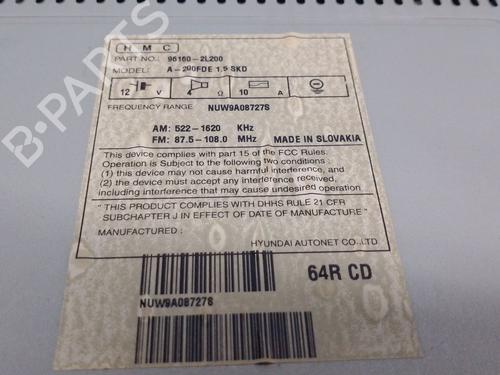 H M C
PART NO.: 96160-2L200
MODEL: A-200FDE 1.5 SKD
12 V Ω 10 A
FREQUENCY RANGE NUW9A08727S
AM: 522-1620 KHz
FM: 87.5-108.0 MHz MADE IN SLOVAKIA
This device complies with part 15 of the FCC Rules.
Operation is Subject to the following two conditions :
(1) this device may not cause harmful interference, and
(2) the device must accept any interference received,
including interference that may cause undesired operation
" THIS PRODUCT COMPLIES WITH DHHS RULE 21 CFR
SUBCHAPTER J IN EFFECT OF DATE OF MANUFACTURE "
MANUFACTURED :
HYUNDAI AUTONET CO.,LTD
64R CD
NUW9A08727S
B-PARTS